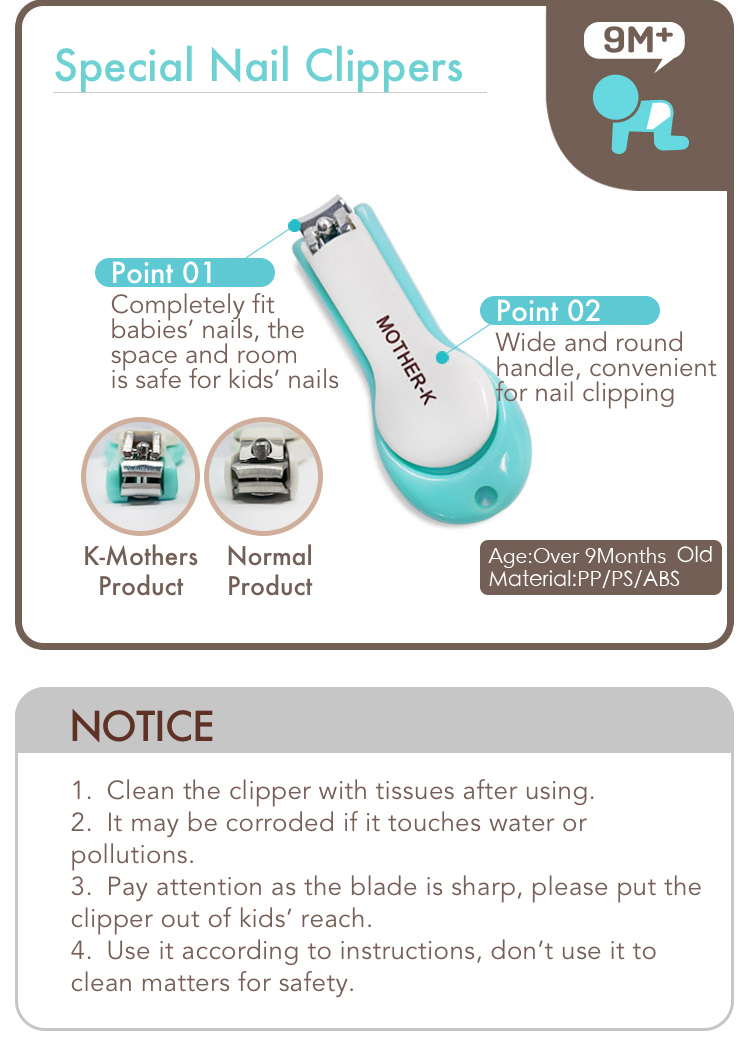 Special Nail Clippers
9M+
Point 01
Completely fit
babies’ nails, the
space and room
is safe for kids’ nails
MOTHER-K
Point 02
Wide and round
handle, convenient
for nail clipping
K-Mothers
Product
Normal
Product
Age:Over 9Months Old
Material:PP/PS/ABS
NOTICE
1. Clean the clipper with tissues after using.
2. It may be corroded if it touches water or
pollutions.
3. Pay attention as the blade is sharp, please put the
clipper out of kids’ reach.
4. Use it according to instructions, don’t use it to
clean matters for safety.